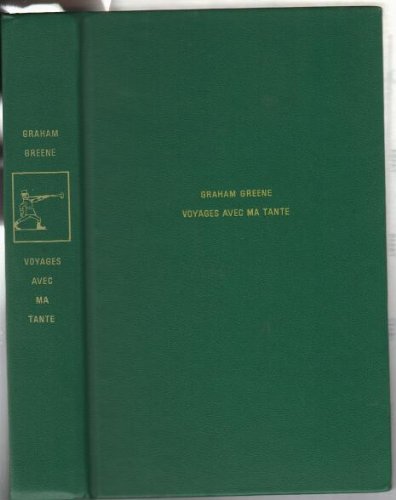 GRAHAM
GREENE
VOYAGES
AVEC
MA
TANTE
GRAHAM GREENE
VOYAGES AVEC MA TANTE